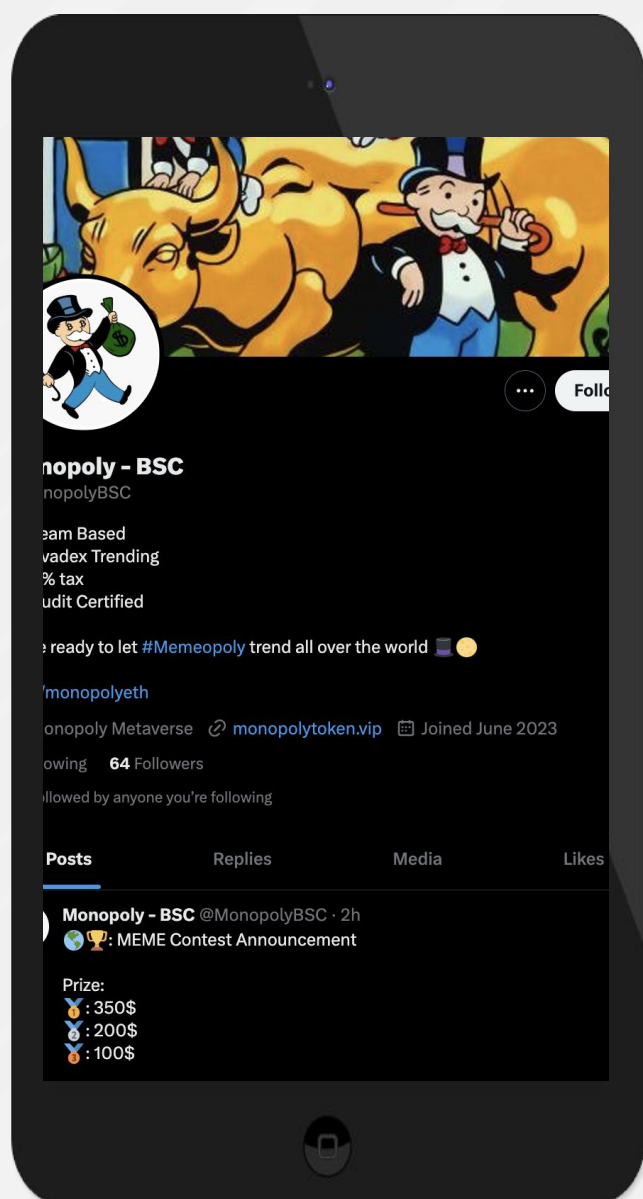 Follo
nopoly - BSC
nopolyBSC
eam Based
vadex Trending
% tax
udit Certified
e ready to let #Memeopoly trend all over the world 🎩🌕
/monopolyeth
onopoly Metaverse monopolytoken.vip Joined June 2023
owing 64 Followers
llowed by anyone you’re following
Posts Replies Media Likes
Monopoly - BSC @MonopolyBSC · 2h
🌎🏆: MEME Contest Announcement
Prize:
🥇: 350$
🥈: 200$
🥉: 100$